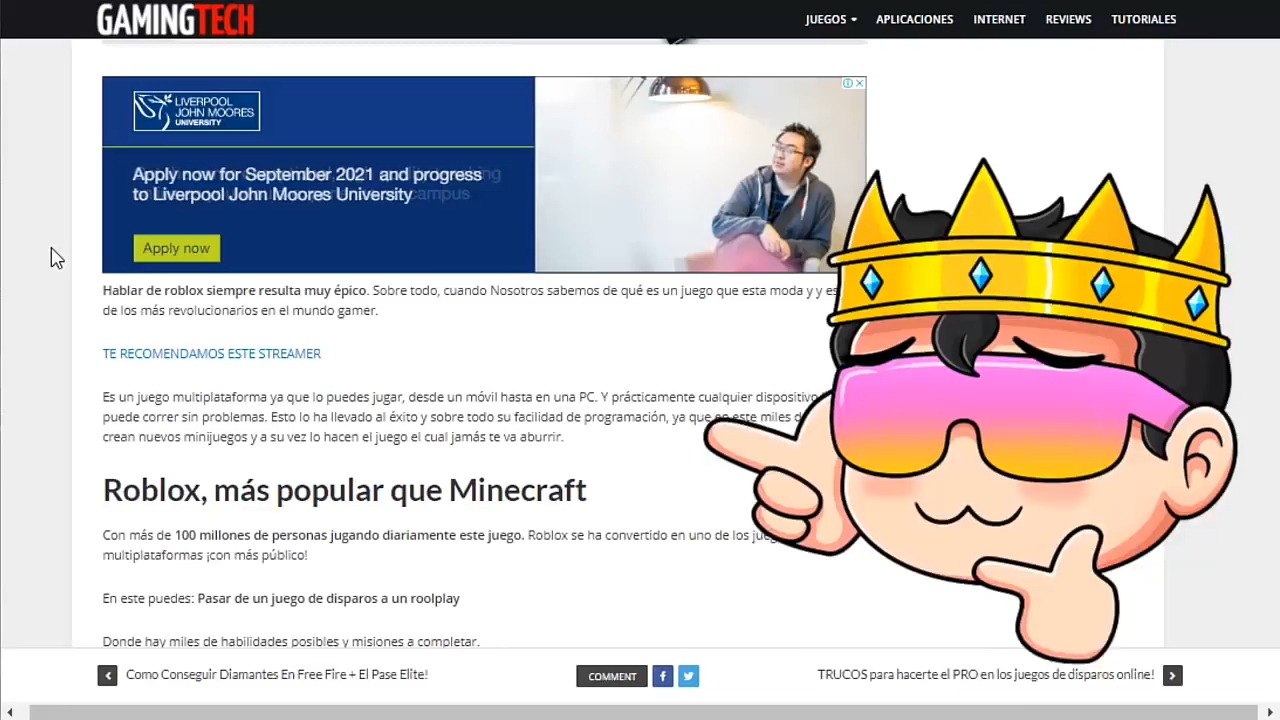 GAMINGTECH
JUEGOS
APLICACIONES
INTERNET
REVIEWS
TUTORIALES
LIVERPOOL
JOHN MOORES
UNIVERSITY
Apply now for September 2021 and progress
to Liverpool John Moores University
Apply now
Hablar de roblox siempre resulta muy épico. Sobre todo, cuando Nosotros sabemos de qué es un juego que esta moda y y es
de los más revolucionarios en el mundo gamer.
TE RECOMENDAMOS ESTE STREAMER
Es un juego multiplataforma ya que lo puedes jugar, desde un móvil hasta en una PC. Y prácticamente cualquier dispositivo
puede correr sin problemas. Esto lo ha llevado al éxito y sobre todo su facilidad de programación, ya que en este miles
crean nuevos minijuegos y a su vez lo hacen el juego el cual jamás te va aburrir.
Roblox, más popular que Minecraft
Con más de 100 millones de personas jugando diariamente este juego. Roblox se ha convertido en uno de los
multiplataformas ¡con más público!
En este puedes: Pasar de un juego de disparos a un roolplay
Donde hay miles de habilidades posibles y misiones a completar.
Como Conseguir Diamantes En Free Fire + El Pase Elite!
COMMENT
TRUCOS para hacerte el PRO en los juegos de disparos online!